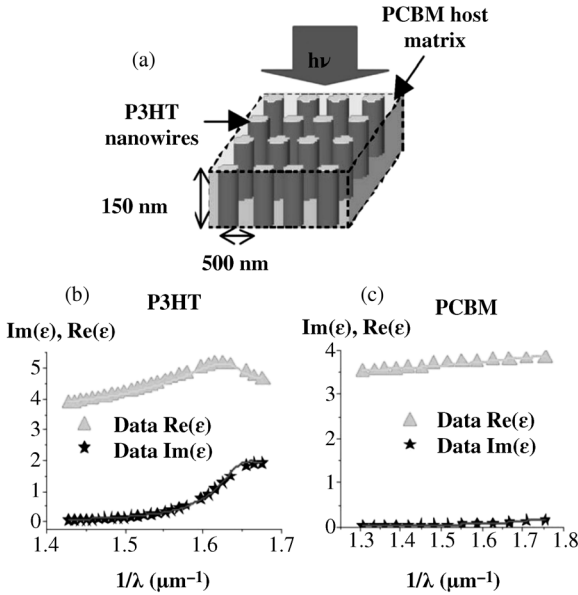 (a)
hν
PCBM host
matrix
P3HT
nanowires
150 nm
500 nm
(b)
P3HT
Im(ε), Re(ε)
5
4
3
2
1
0
Data Re(ε)
Data Im(ε)
1.4
1.5
1.6
1.7
1/λ (μm⁻¹)
(c)
PCBM
Im(ε), Re(ε)
4
3
2
1
0
Data Re(ε)
Data Im(ε)
1.3
1.4
1.5
1.6
1.7
1.8
1/λ (μm⁻¹)